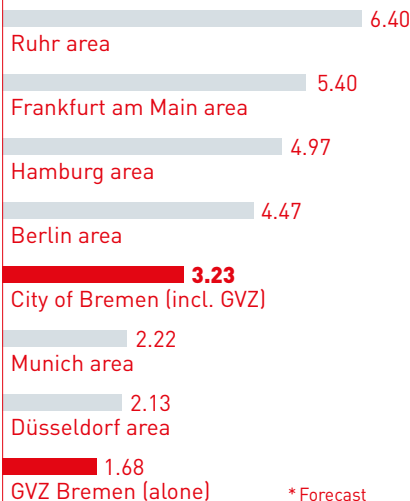 6.40
Ruhr area
5.40
Frankfurt am Main area
4.97
Hamburg area
4.47
Berlin area
3.23
City of Bremen (incl. GVZ)
2.22
Munich area
2.13
Düsseldorf area
1.68
GVZ Bremen (alone)
* Forecast